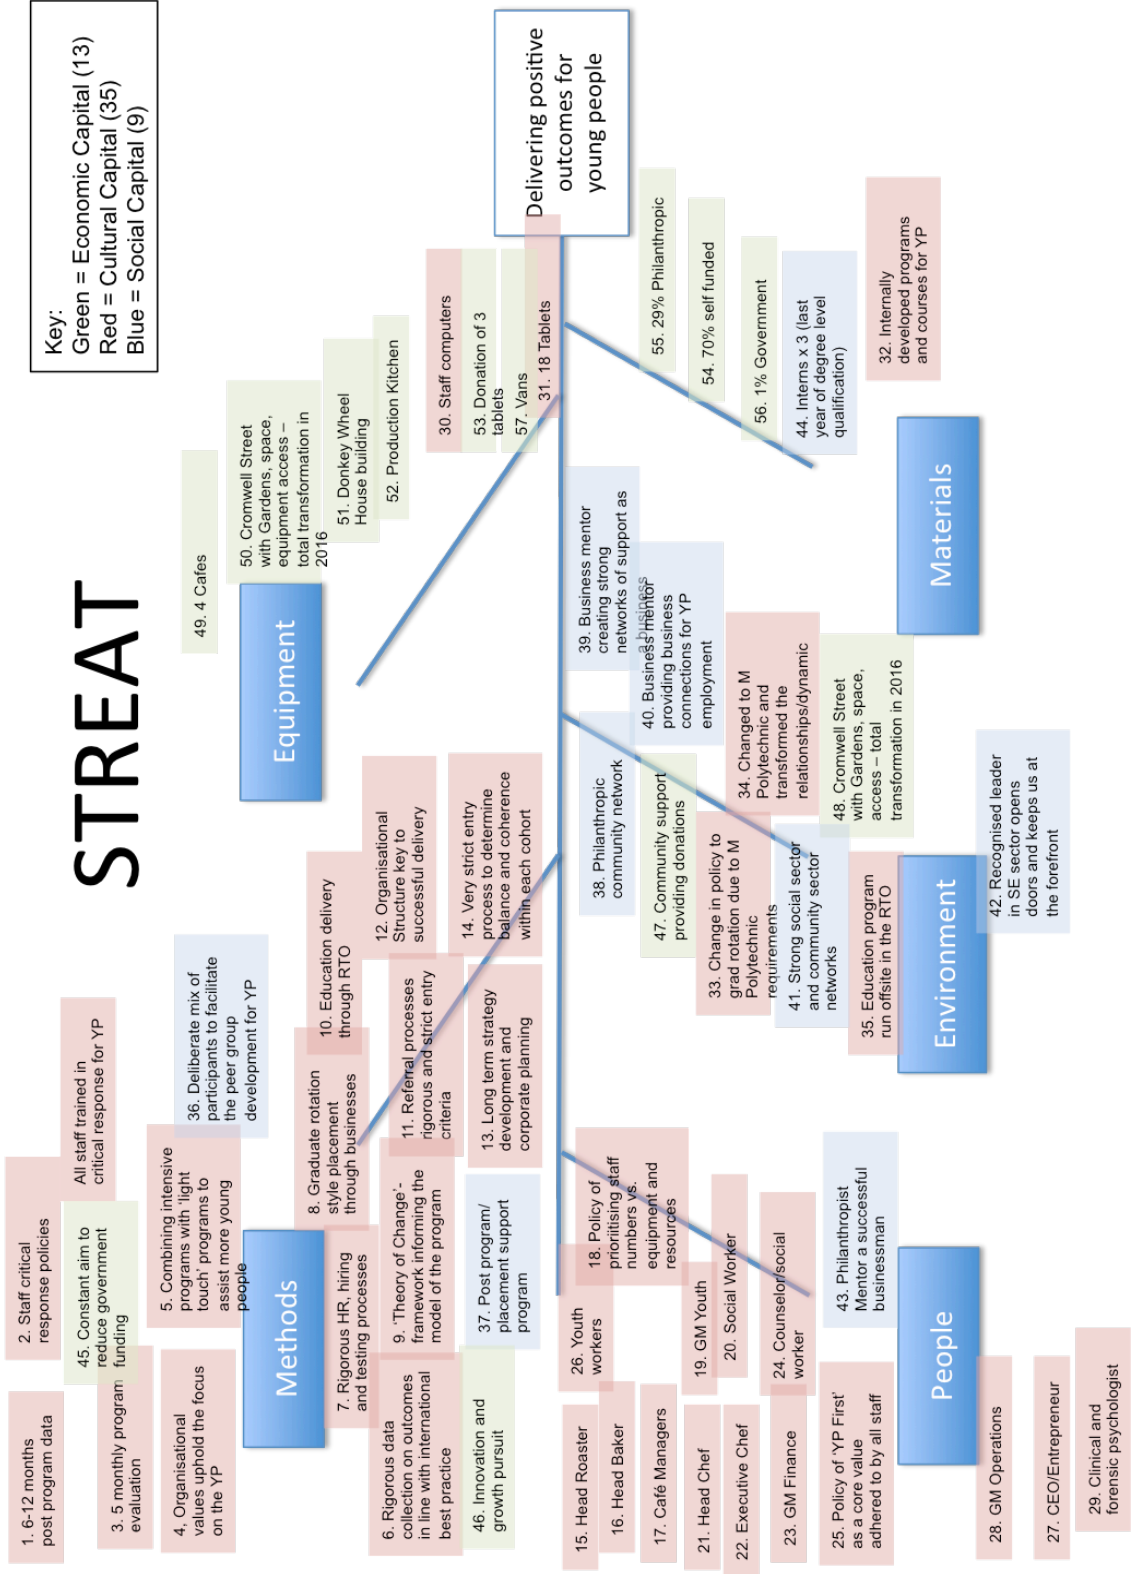 STREAT
Key:
Green = Economic Capital (13)
Red = Cultural Capital (35)
Blue = Social Capital (9)
Delivering positive
outcomes for
young people
Methods
1. 6-12 months
post program data
2. Staff critical
response policies
All staff trained in
critical response for YP
45. Constant aim to
reduce government
funding
3. 5 monthly program
evaluation
4, Organisational
values uphold the focus
on the YP
5. Combining intensive
programs with ‘light
touch’ programs to
assist more young
people
36. Deliberate mix of
participants to facilitate
the peer group
development for YP
7. Rigorous HR, hiring
and testing processes
8. Graduate rotation
style placement
through businesses
10. Education delivery
through RTO
12. Organisational
Structure key to
successful delivery
6. Rigorous data
collection on outcomes
in line with international
best practice
9. ‘Theory of Change’-
framework informing the
model of the program
11. Referral processes
rigorous and strict entry
criteria
14. Very strict entry
process to determine
balance and coherence
within each cohort
46. Innovation and
growth pursuit
37. Post program/
placement support
program
13. Long term strategy
development and
corporate planning
Equipment
49. 4 Cafes
50. Cromwell Street
with Gardens, space,
equipment access –
total transformation in
2016
51. Donkey Wheel
House building
52. Production Kitchen
30. Staff computers
53. Donation of 3
tablets
57. Vans
31. 18 Tablets
People
15. Head Roaster
16. Head Baker
17. Café Managers
21. Head Chef
22. Executive Chef
23. GM Finance
25. Policy of ‘YP First’
as a core value
adhered to by all staff
26. Youth
workers
18. Policy of
prioritising staff
numbers vs.
equipment and
resources
19. GM Youth
20. Social Worker
24. Counselor/social
worker
43. Philanthropist
Mentor a successful
businessman
28. GM Operations
27. CEO/Entrepreneur
29. Clinical and
forensic psychologist
Environment
38. Philanthropic
community network
39. Business mentor
creating strong
networks of support as
a business
40. Business mentor
providing business
connections for YP
employment
47. Community support
providing donations
33. Change in policy to
grad rotation due to M
Polytechnic
requirements
34. Changed to M
Polytechnic and
transformed the
relationships/dynamic
41. Strong social sector
and community sector
networks
48. Cromwell Street
with Gardens, space,
access – total
transformation in 2016
35. Education program
run offsite in the RTO
42. Recognised leader
in SE sector opens
doors and keeps us at
the forefront
Materials
55. 29% Philanthropic
54. 70% self funded
56. 1% Government
44. Interns x 3 (last
year of degree level
qualification)
32. Internally
developed programs
and courses for YP